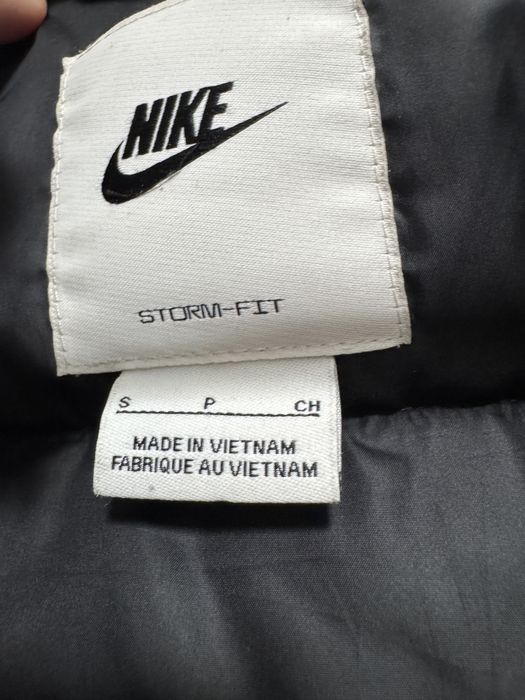 NIKE
STORM-FIT
S P CH
MADE IN VIETNAM
FABRIQUE AU VIETNAM